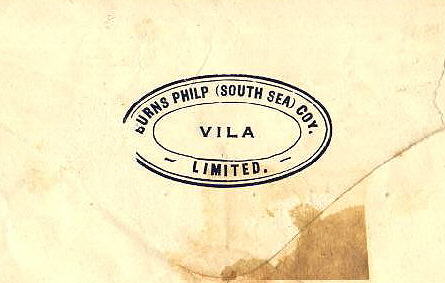 BURNS PHILP (SOUTH SEA) COY.
VILA
LIMITED.